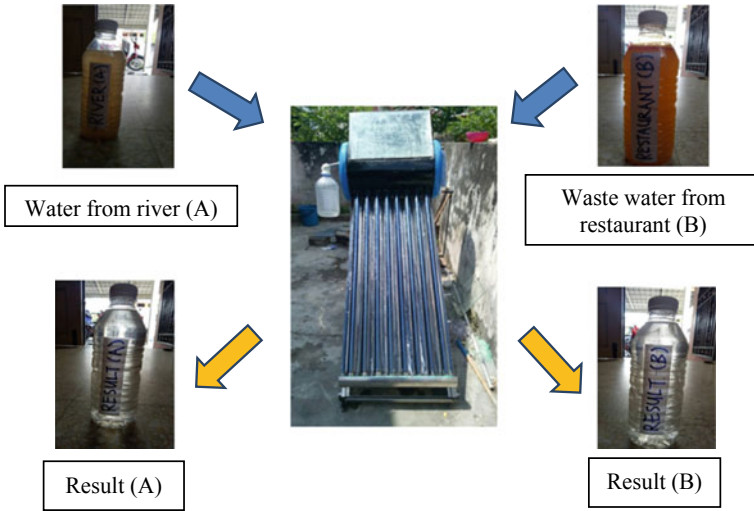 RIVER(A)
RESTAURANT (B)
Water from river (A)
Waste water from
restaurant (B)
RESULT(A)
RESULT (B)
Result (A)
Result (B)